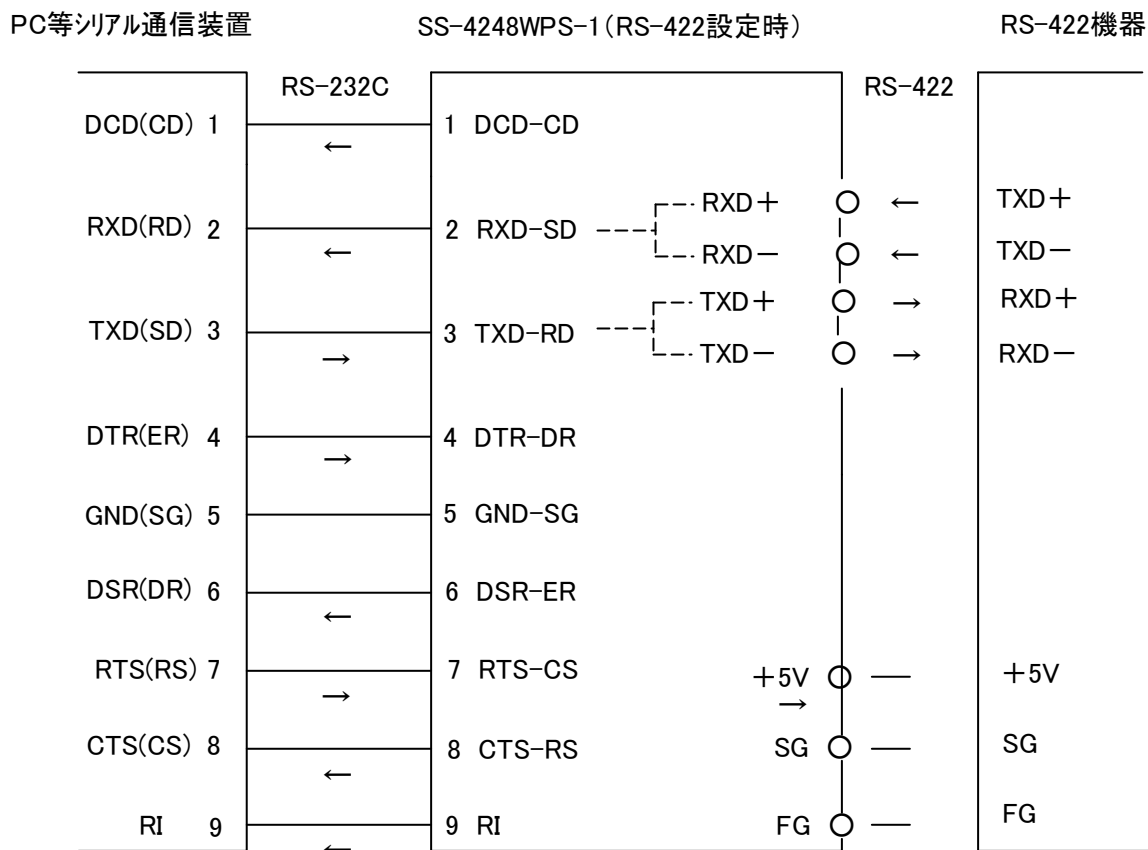 PC等シリアル通信装置 SS-4248WPS-1(RS-422設定時) RS-422機器
RS-232C RS-422
DCD(CD) 1 1 DCD-CD
←
RXD+ ← TXD+
RXD(RD) 2 2 RXD-SD
← RXD− ← TXD−
TXD+ → RXD+
TXD(SD) 3 3 TXD-RD
→ TXD− → RXD−
DTR(ER) 4 4 DTR-DR
→
GND(SG) 5 5 GND-SG
DSR(DR) 6 6 DSR-ER
←
RTS(RS) 7 7 RTS-CS +5V +5V
→ →
CTS(CS) 8 8 CTS-RS SG SG
←
RI 9 9 RI FG FG
←